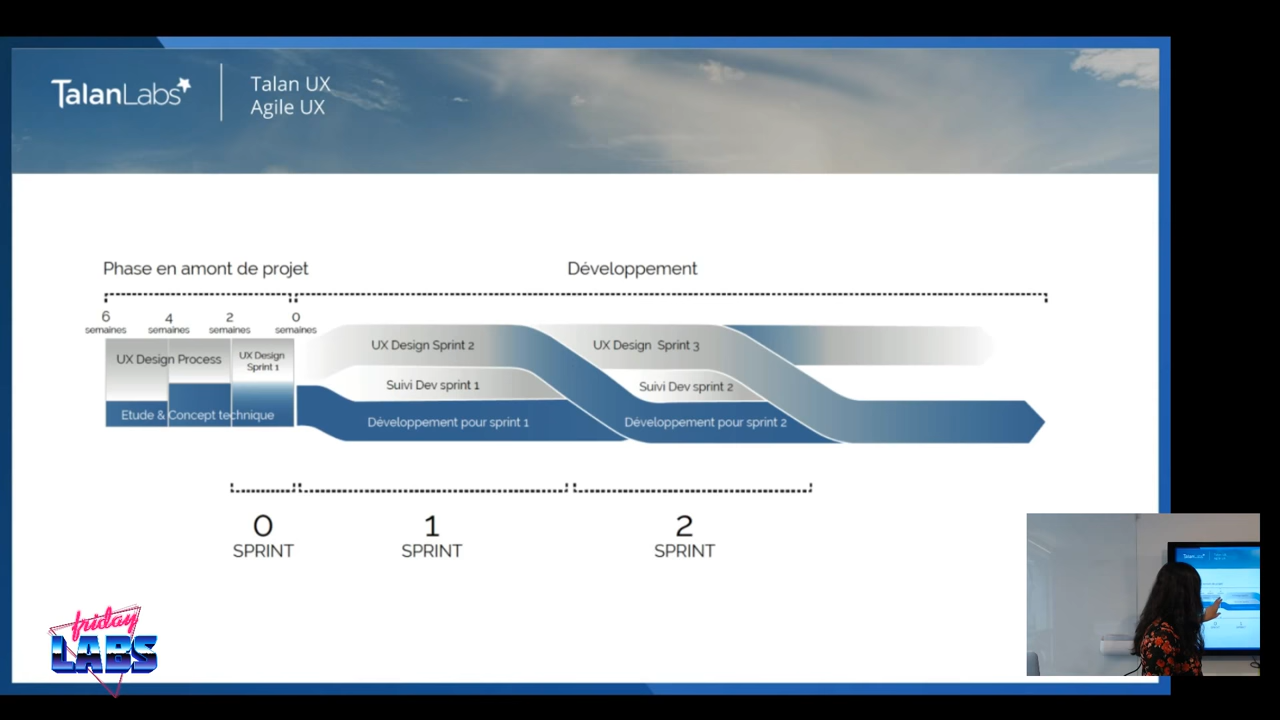 TalanLabs
Talan UX
Agile UX
Phase en amont de projet
Développement
6
semaines
4
semaines
2
semaines
0
semaines
UX Design Process
UX Design
Sprint 1
Etude & Concept technique
UX Design Sprint 2
Suivi Dev sprint 1
Développement pour sprint 1
UX Design Sprint 3
Suivi Dev sprint 2
Développement pour sprint 2
0
SPRINT
1
SPRINT
2
SPRINT
friday
LABS